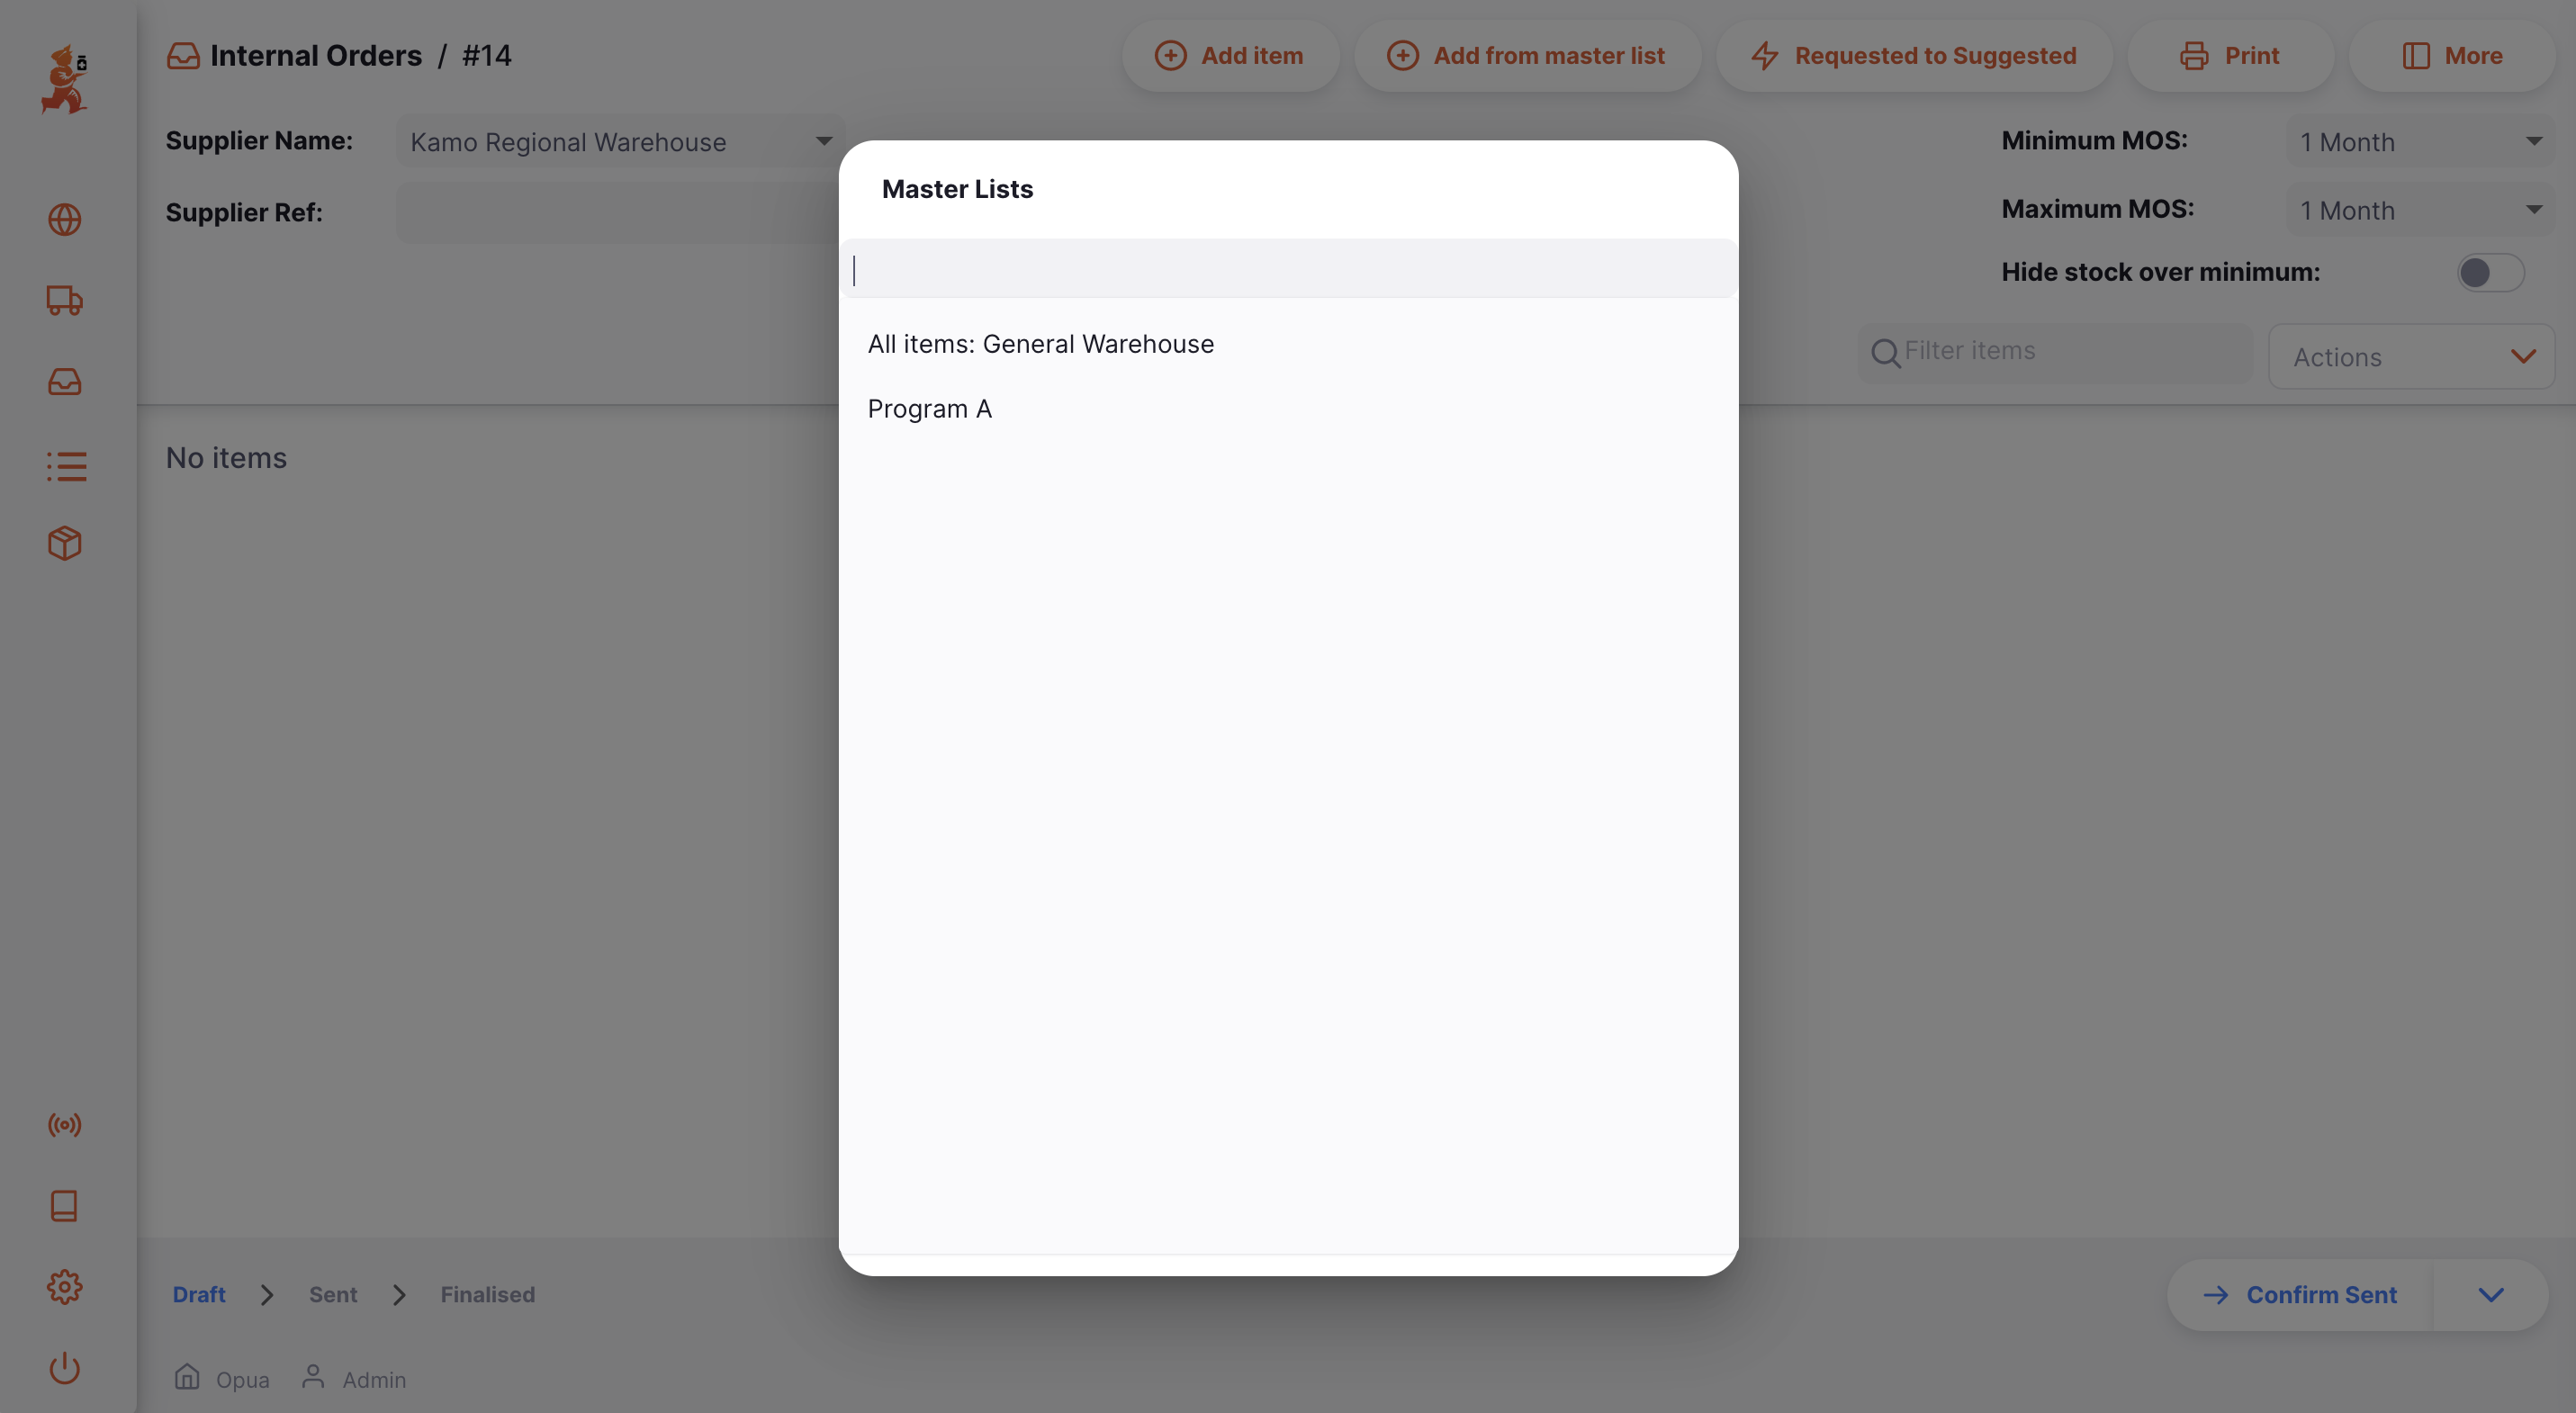 Internal Orders / #14
Add item
Add from master list
Requested to Suggested
Print
More
Supplier Name: Kamo Regional Warehouse
Supplier Ref:
Minimum MOS: 1 Month
Maximum MOS: 1 Month
Hide stock over minimum:
Filter items
Actions
No items
Master Lists
All items: General Warehouse
Program A
Draft > Sent > Finalised
Confirm Sent
Opua Admin